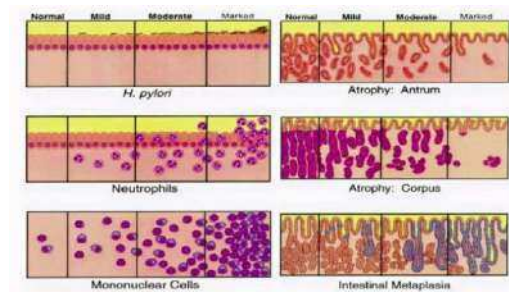 Normal Mild Moderate Marked
H. pylori
Neutrophils
Mononuclear Cells
Normal Mild Moderate Marked
Atrophy: Antrum
Atrophy: Corpus
Intestinal Metaplasia